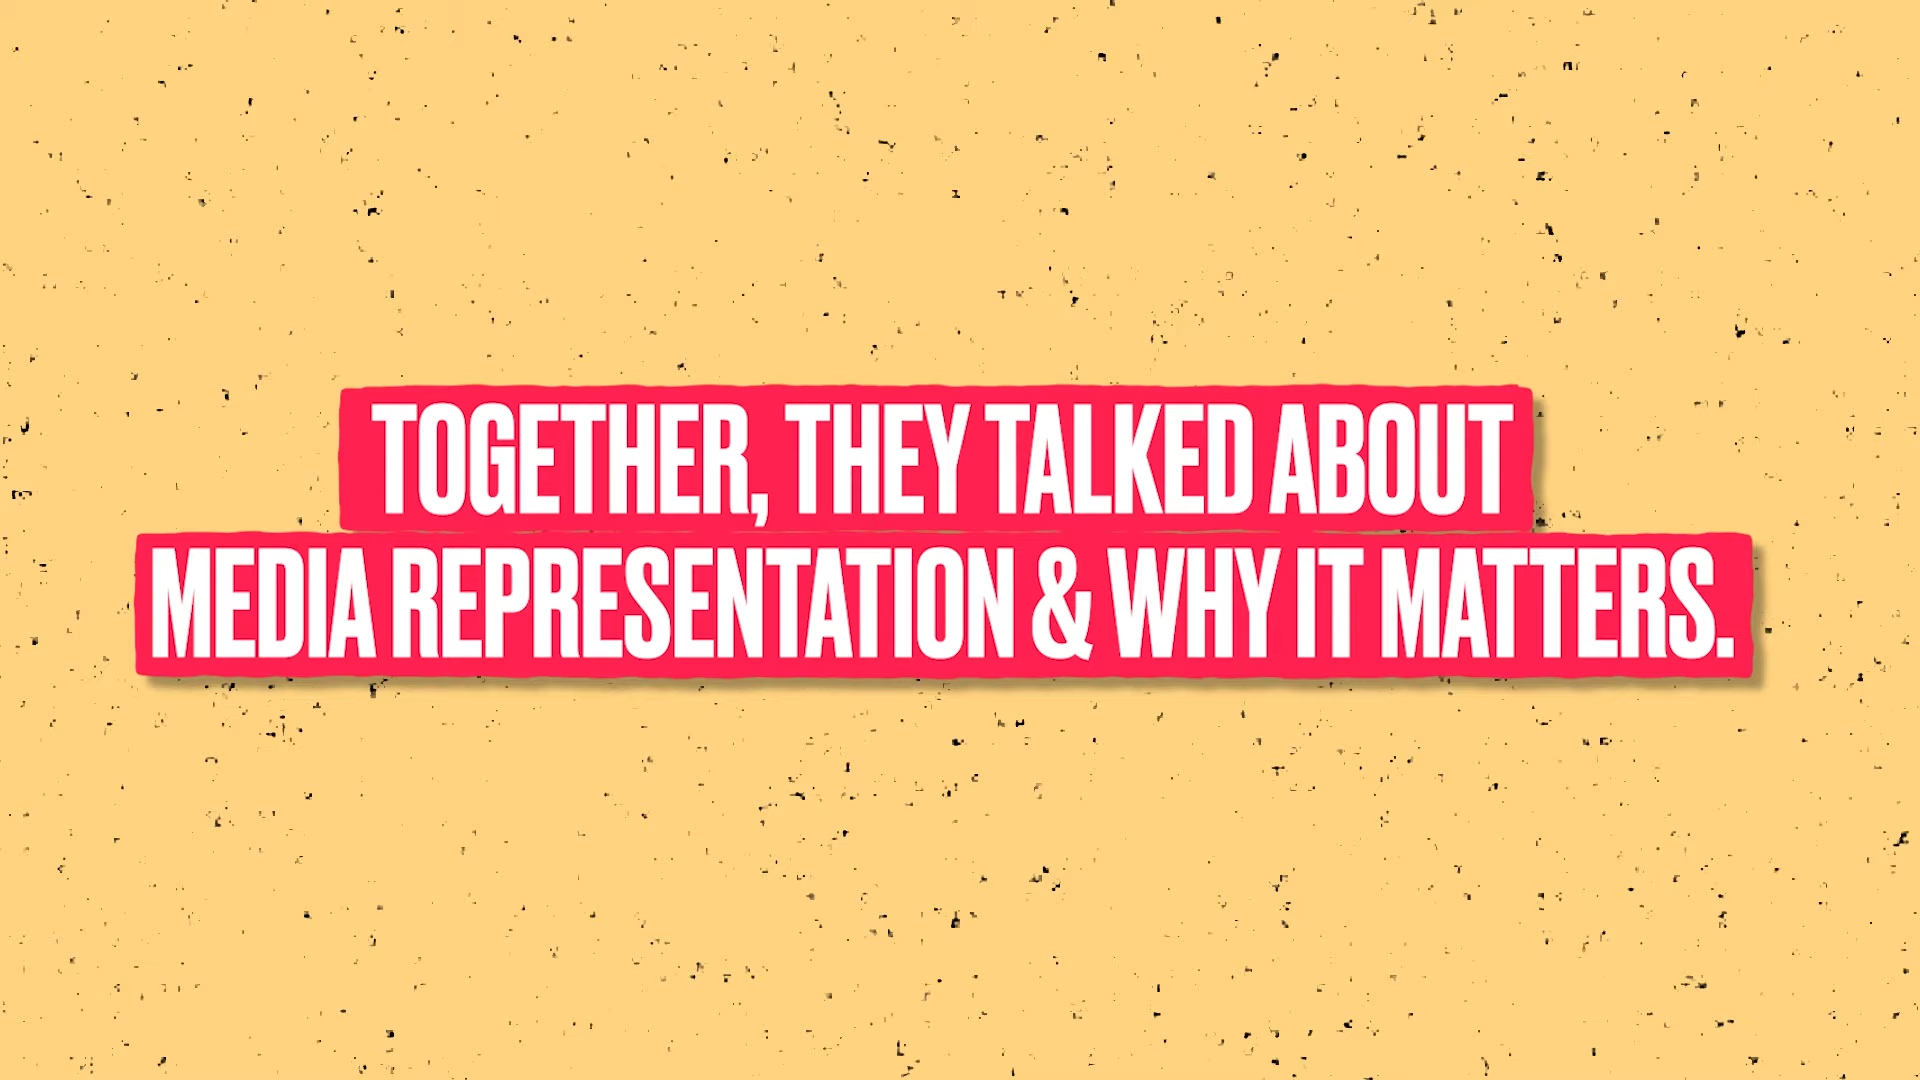 TOGETHER, THEY TALKED ABOUT
MEDIA REPRESENTATION & WHY IT MATTERS.